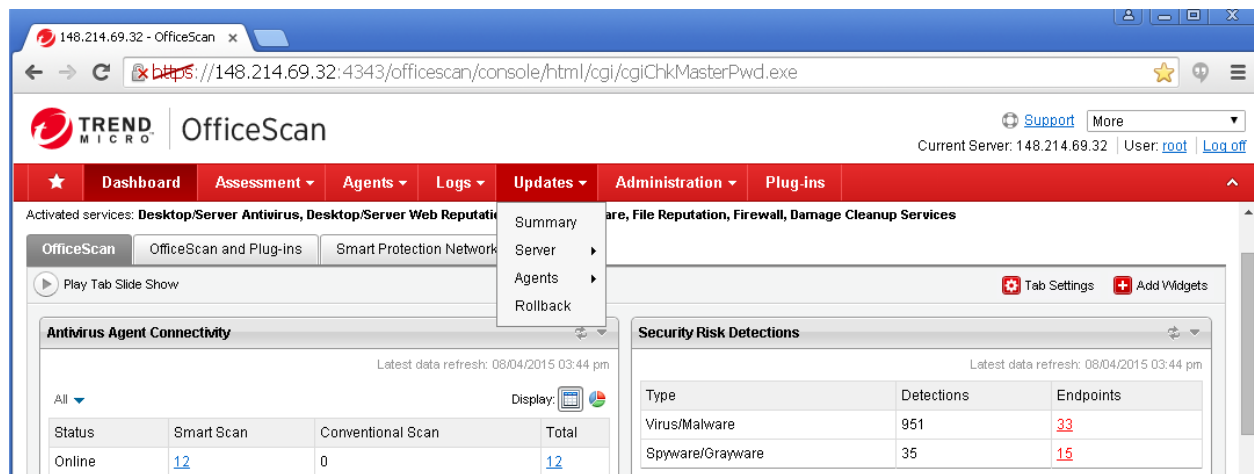 148.214.69.32 - OfficeScan
https://148.214.69.32:4343/officescan/console/html/cgi/cgiChkMasterPwd.exe
TREND MICRO OfficeScan
Support More
Current Server: 148.214.69.32 User: root Log off
Dashboard Assessment Agents Logs Updates Administration Plug-ins
Activated services: Desktop/Server Antivirus, Desktop/Server Web File Reputation, Firewall, Damage Cleanup Services
Summary
Server
Agents
Rollback
OfficeScan OfficeScan and Plug-ins Smart Protection Network
Play Tab Slide Show Tab Settings Add Widgets
Antivirus Agent Connectivity
Latest data refresh: 08/04/2015 03:44 pm
All Display:
Status Smart Scan Conventional Scan Total
Online 12 0 12
Security Risk Detections
Latest data refresh: 08/04/2015 03:44 pm
Type Detections Endpoints
Virus/Malware 951 33
Spyware/Grayware 35 15